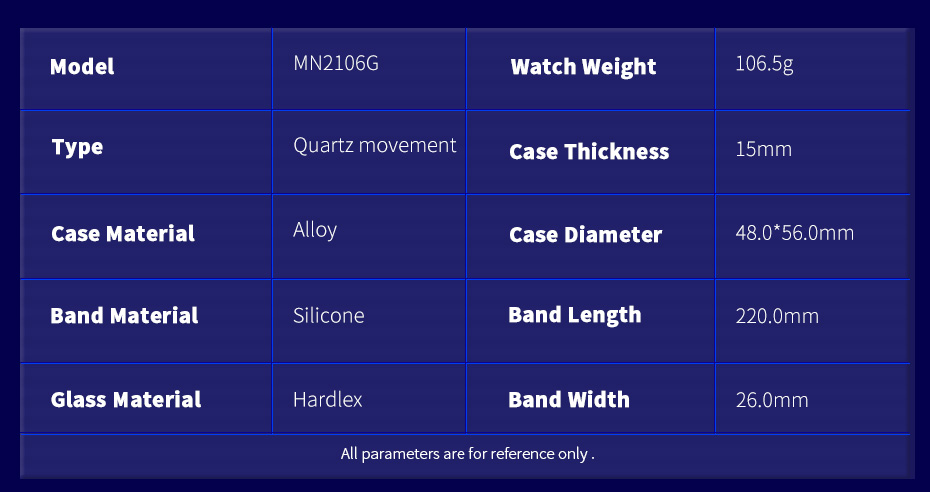 Model MN2106G Watch Weight 106.5g
Type Quartz movement Case Thickness 15mm
Case Material Alloy Case Diameter 48.0*56.0mm
Band Material Silicone Band Length 220.0mm
Glass Material Hardlex Band Width 26.0mm
All parameters are for reference only .